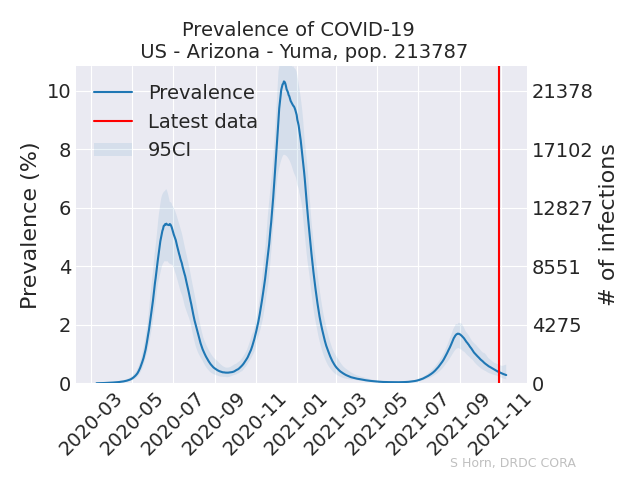 Prevalence of COVID-19
US - Arizona - Yuma, pop. 213787
Prevalence
Latest data
95CI
Prevalence (%)
10
8
6
4
2
0
21378
17102
12827
8551
4275
0
# of infections
2020-03
2020-05
2020-07
2020-09
2020-11
2021-01
2021-03
2021-05
2021-07
2021-09
2021-11
S Horn, DRDC CORA